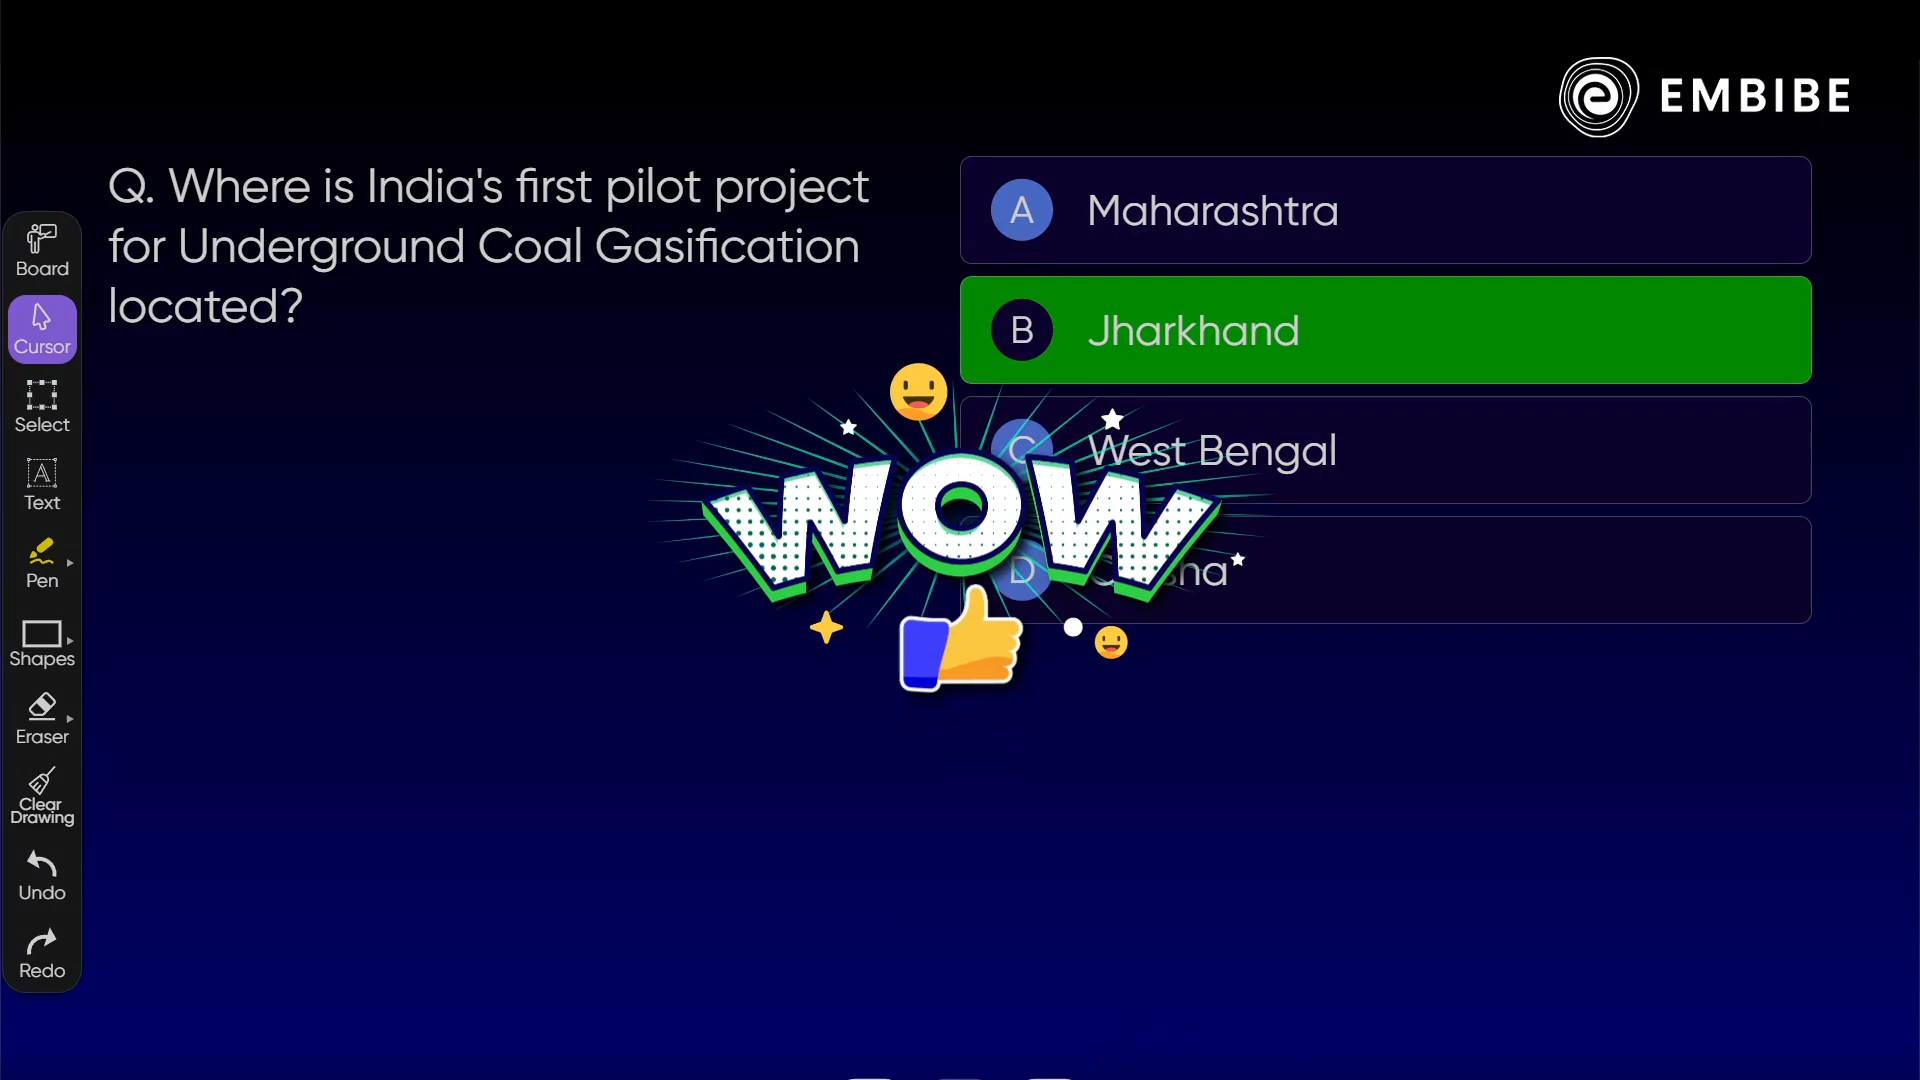 EMBIBE
Q. Where is India's first pilot project
for Underground Coal Gasification
located?
A Maharashtra
B Jharkhand
C West Bengal
D
WOW
Board
Cursor
Select
A
Text
Pen
Shapes
Eraser
Clear
Drawing
Undo
Redo